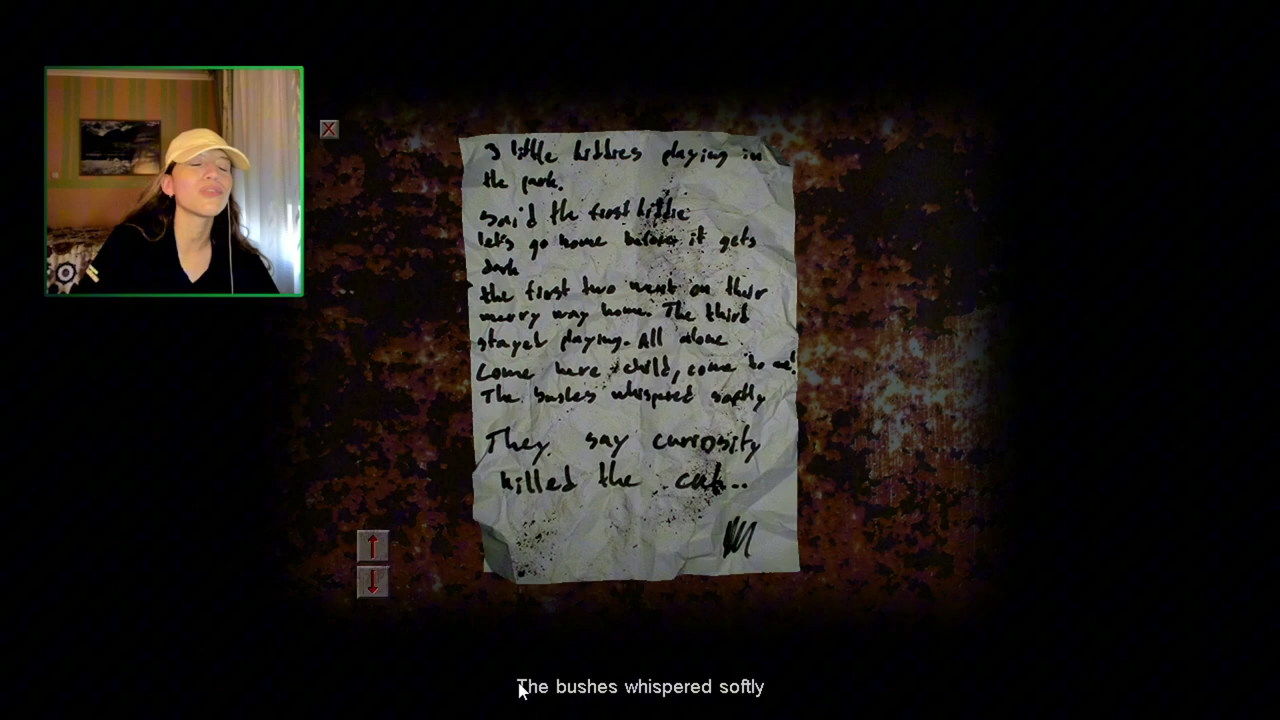 3 little kiddies playing in
the park.
said the first kiddie
let's go home before it gets
dark
the first two went on their
merry way home. The third
stayed playing. All alone
Come here child, come to me!
The bushes whispered softly
They say curiosity
killed the cat..
The bushes whispered softly